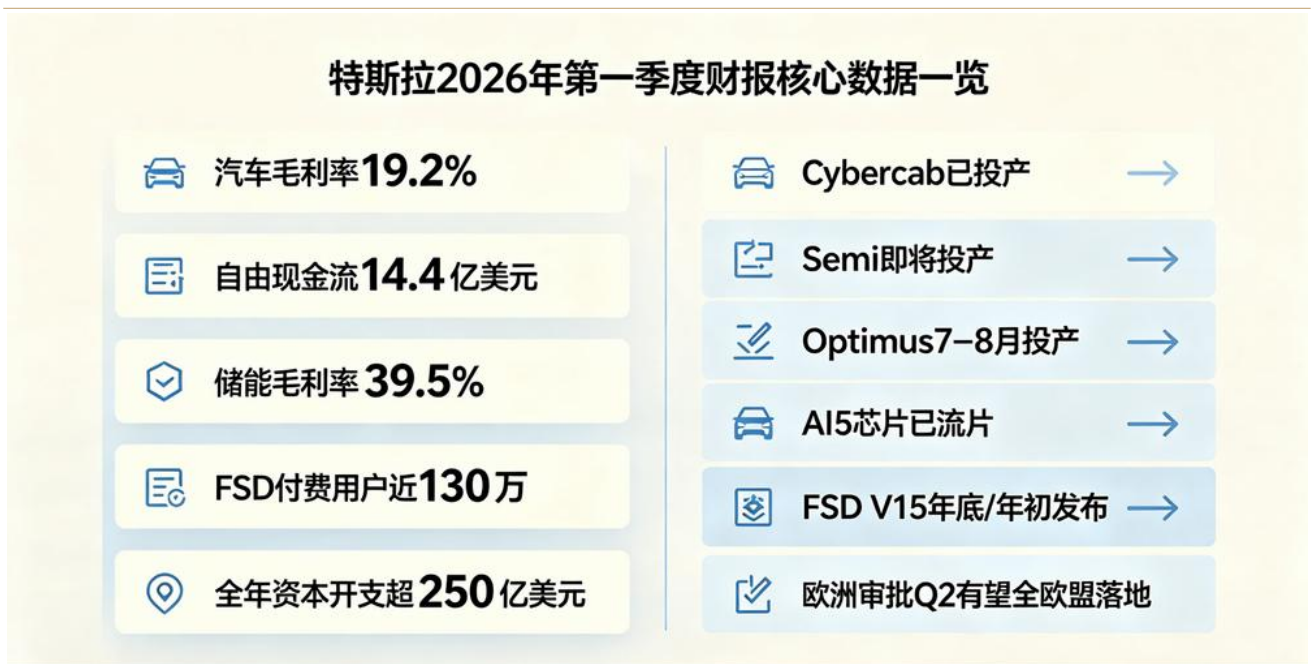 特斯拉2026年第一季度财报核心数据一览
汽车毛利率19.2%
自由现金流14.4亿美元
储能毛利率39.5%
FSD付费用户近130万
全年资本开支超250亿美元
Cybercab已投产
Semi即将投产
Optimus7–8月投产
AI5芯片已流片
FSD V15年底/年初发布
欧洲审批Q2有望全欧盟落地